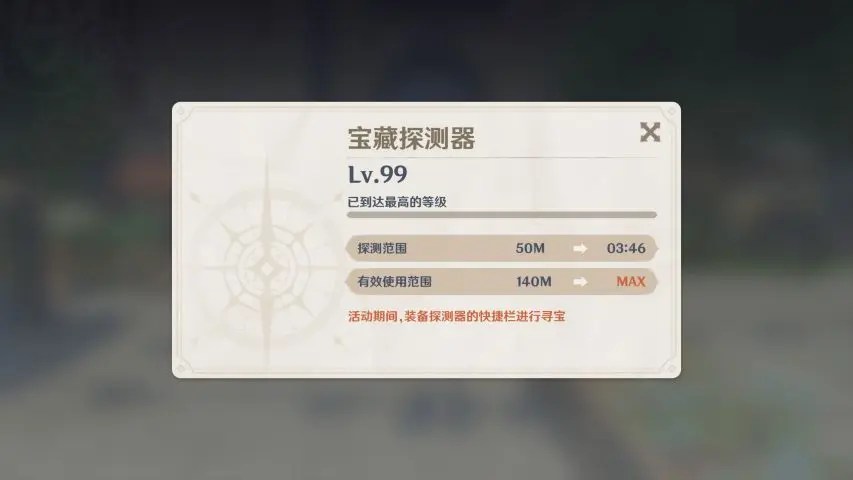 宝藏探测器
Lv.99
已到达最高的等级
探测范围 50M 03:46
有效使用范围 140M MAX
活动期间,装备探测器的快捷栏进行寻宝